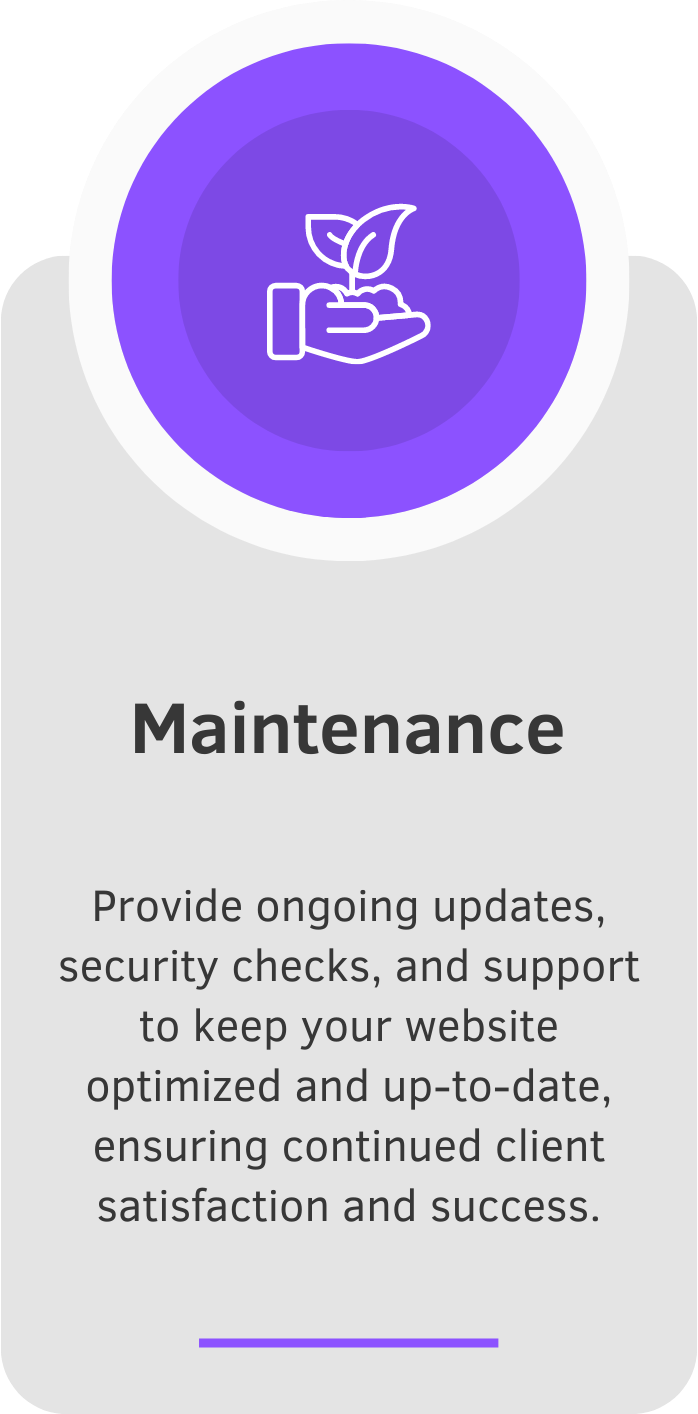 Maintenance
Provide ongoing updates,
security checks, and support
to keep your website
optimized and up-to-date,
ensuring continued client
satisfaction and success.